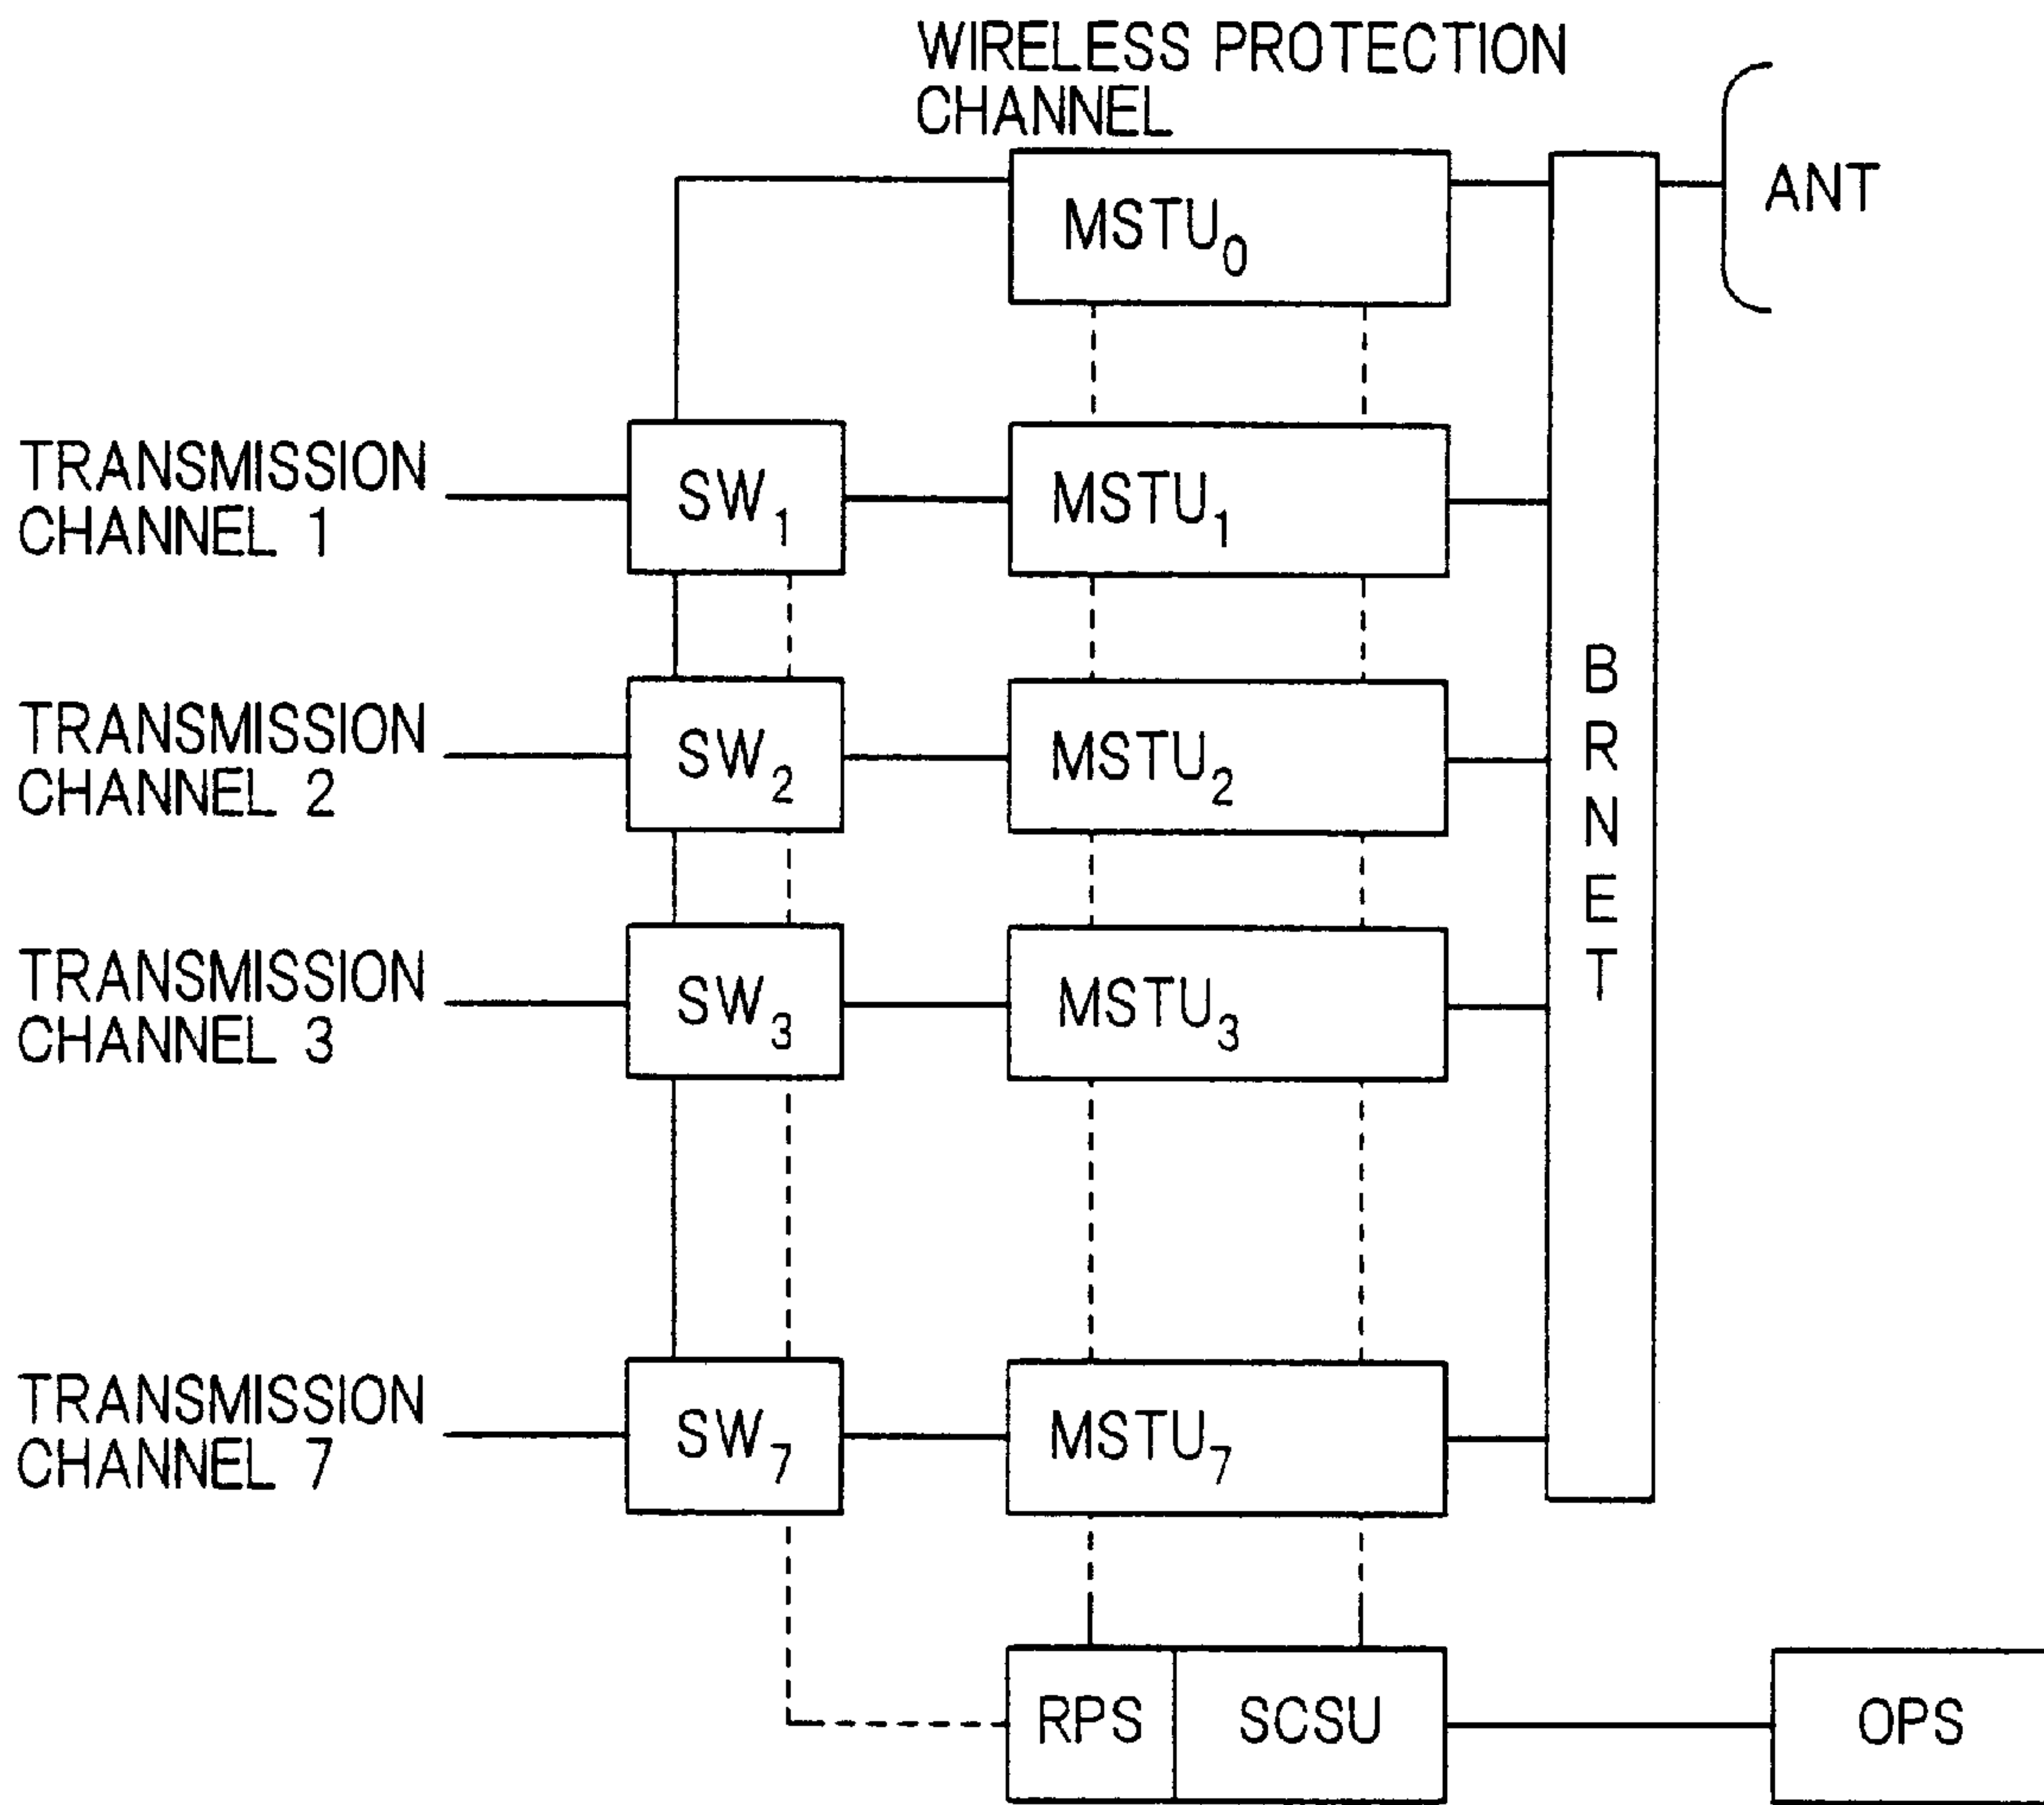 WIRELESS PROTECTION
CHANNEL
MSTU0
ANT
TRANSMISSION
CHANNEL 1
SW1
MSTU1
TRANSMISSION
CHANNEL 2
SW2
MSTU2
BRNET
TRANSMISSION
CHANNEL 3
SW3
MSTU3
TRANSMISSION
CHANNEL 7
SW7
MSTU7
RPS
SCSU
OPS